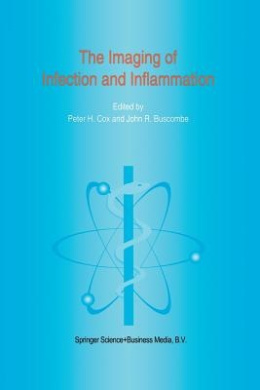 The Imaging of
Infection and Inflammation
Edited by
Peter H. Cox and John R. Buscombe
Springer Science+Business Media, B.V.